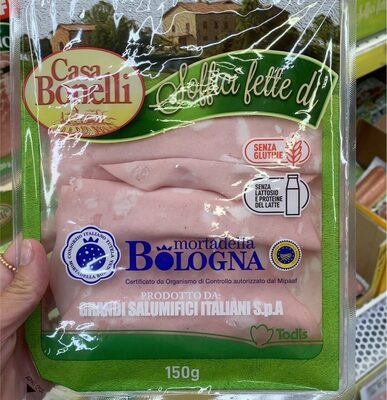 Casa
Bonelli
Soffici fette di
SENZA
GLUTINE
SENZA
LATTOSIO
E PROTEINE
DEL LATTE
mortadella
BOLOGNA
Certificato da Organismo di Controllo autorizzato dal Mipaaf
PRODOTTO DA:
GRANDI SALUMIFICI ITALIANI S.p.A
Todis
150g